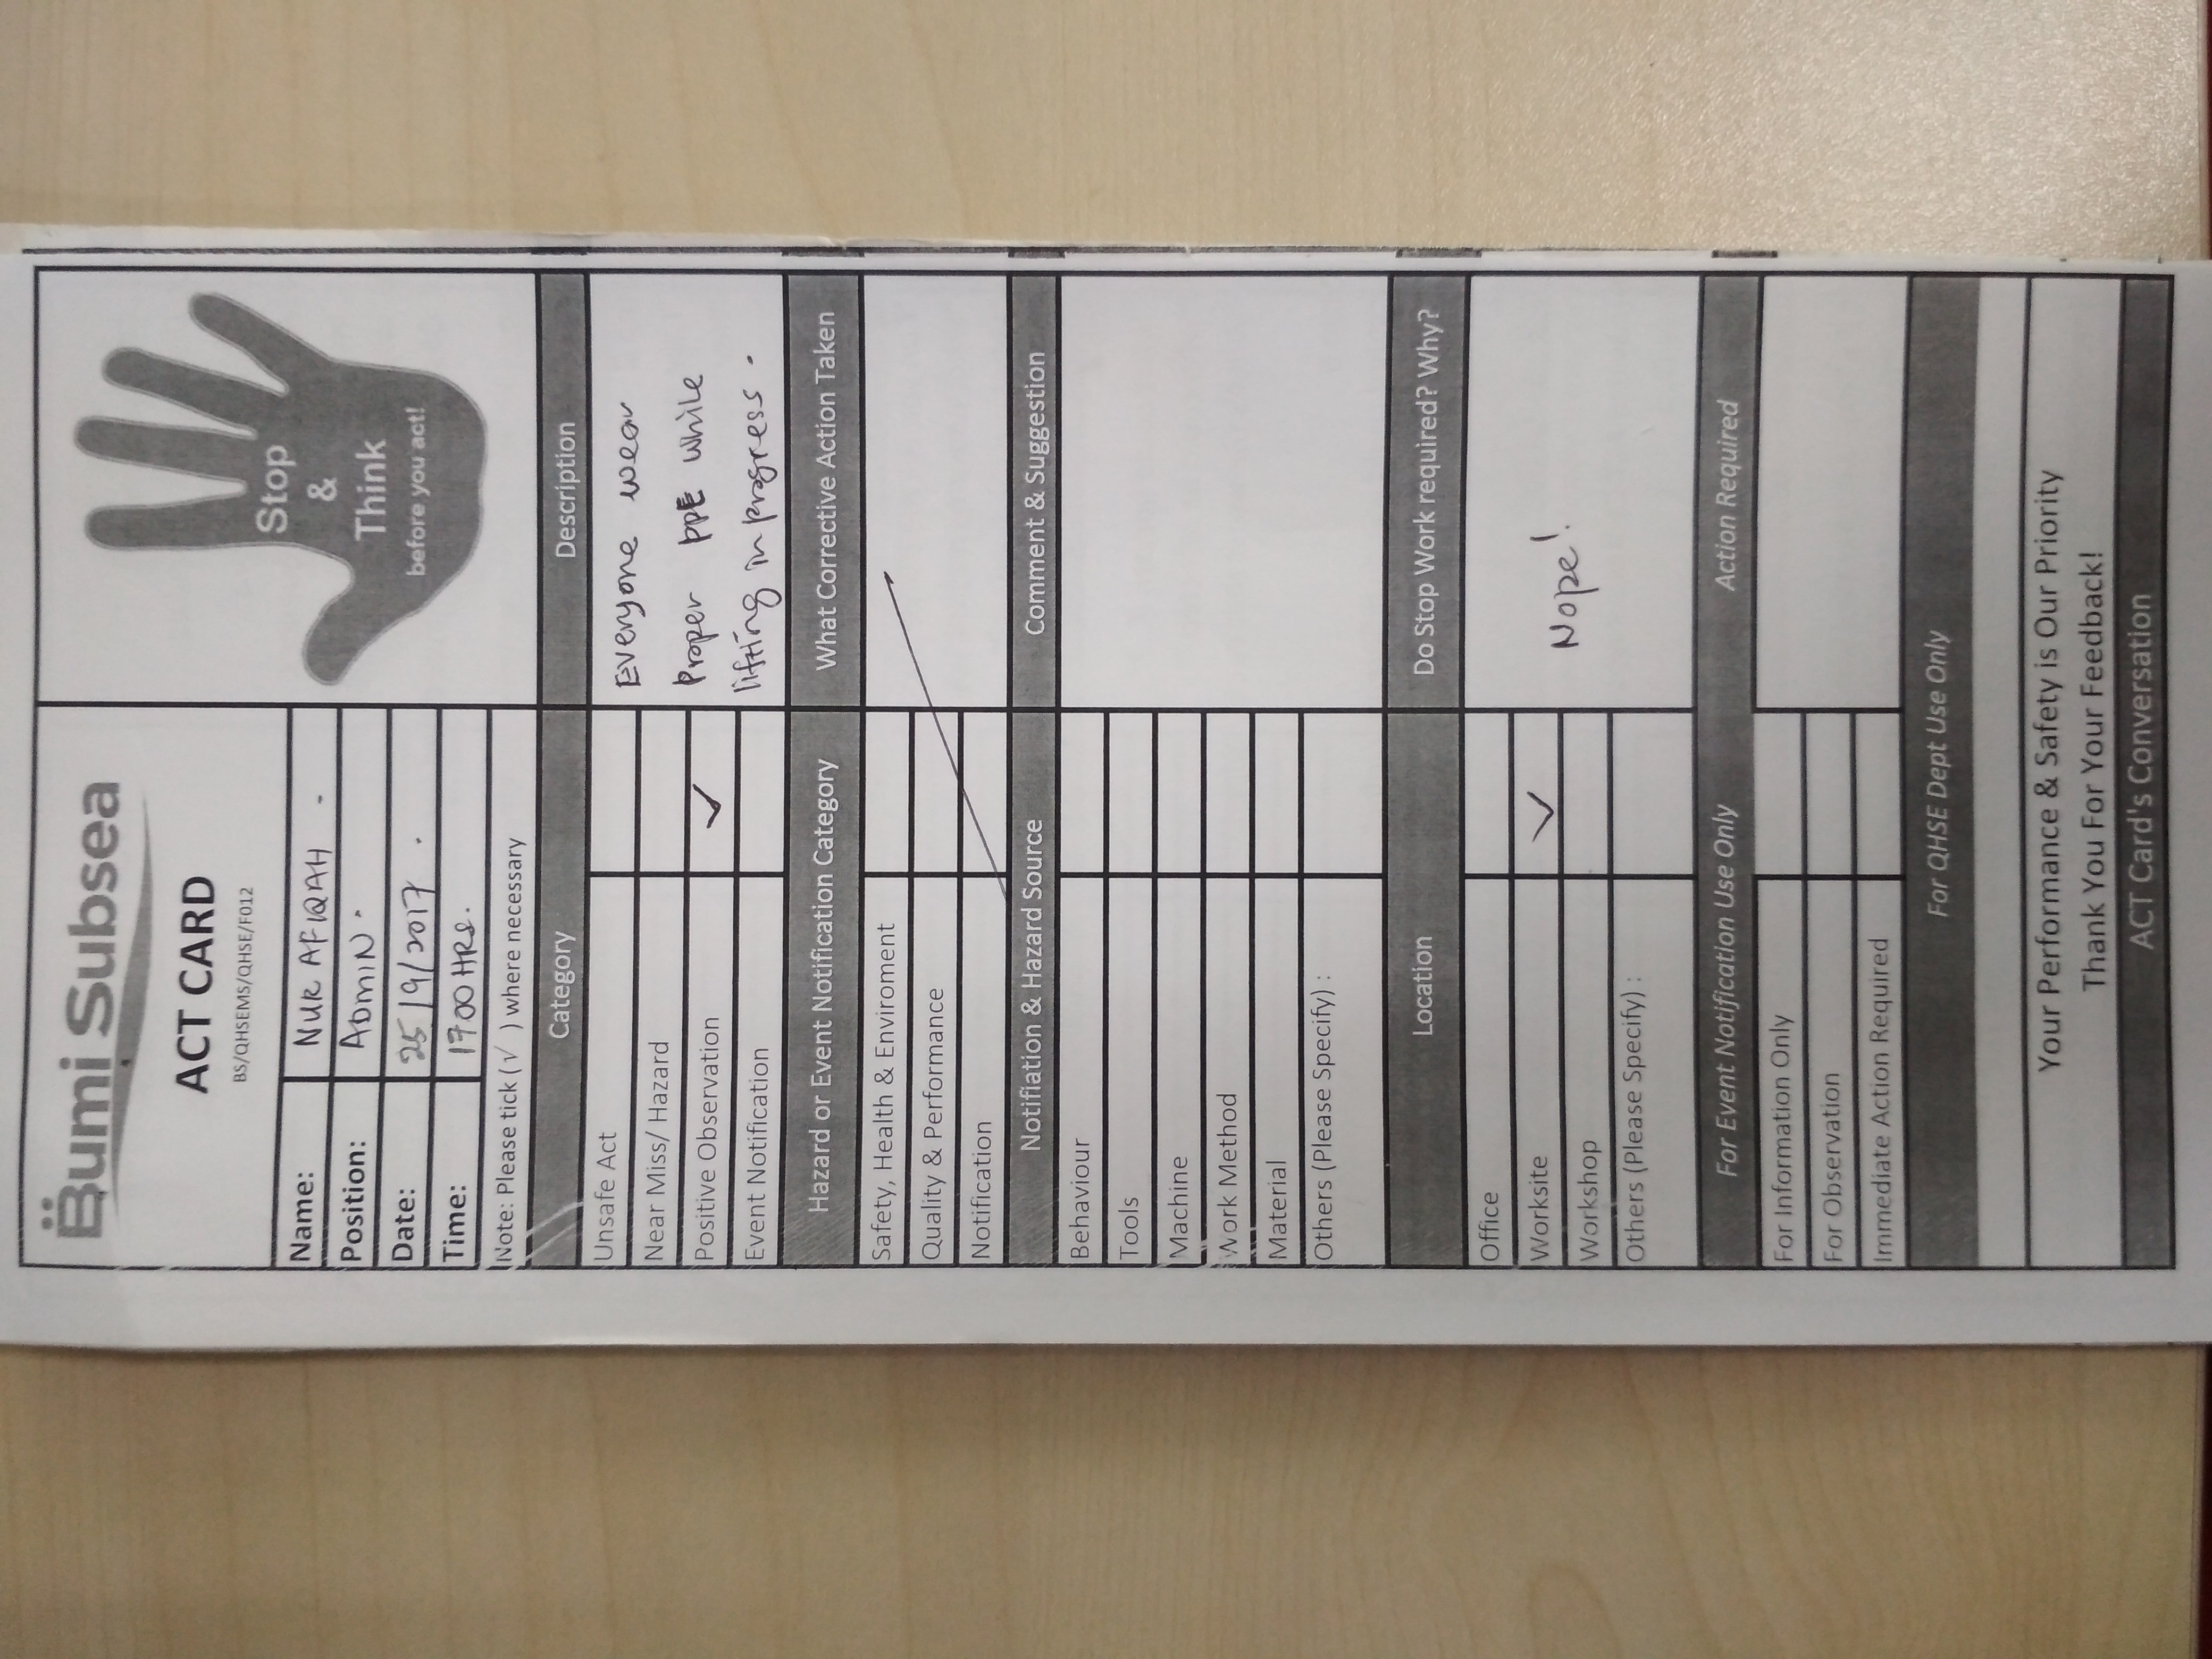 Bumi Subsea
ACT CARD
BS/QHSEMS/QHSE/F012
Stop
&
Think
before you act!
Name: NUR AFIQAH .
Position: ADMIN .
Date: 25/9/2017 .
Time: 1700 HRS.
Note: Please tick ( √ ) where necessary
Category Description
Unsafe Act
Near Miss/ Hazard
Positive Observation ✓
Event Notification
Everyone wear
Proper PPE while
lifting in progress .
Hazard or Event Notification Category What Corrective Action Taken
Safety, Health & Enviroment
Quality & Performance
Notification
Notifiation & Hazard Source Comment & Suggestion
Behaviour
Tools
Machine
Work Method
Material
Others (Please Specify) :
Location Do Stop Work required? Why?
Office
Worksite ✓
Workshop
Others (Please Specify) :
Nope!
For Event Notification Use Only Action Required
For Information Only
For Observation
Immediate Action Required
For QHSE Dept Use Only
Your Performance & Safety is Our Priority
Thank You For Your Feedback!
ACT Card's Conversation